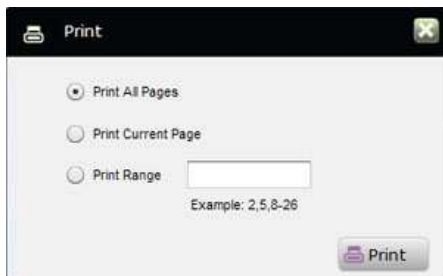 Print
Print All Pages
Print Current Page
Print Range
Example: 2,5,8-26
Print